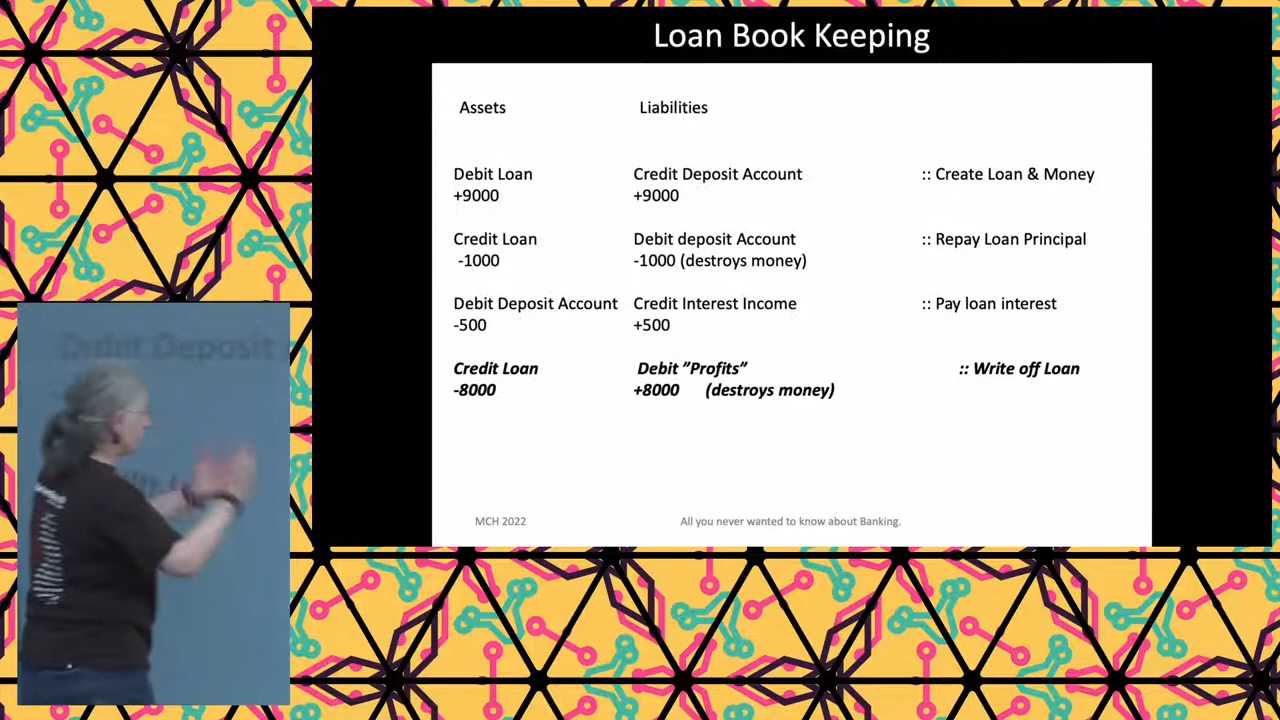 Loan Book Keeping
Assets Liabilities
Debit Loan Credit Deposit Account :: Create Loan & Money
+9000 +9000
Credit Loan Debit deposit Account :: Repay Loan Principal
-1000 -1000 (destroys money)
Debit Deposit Account Credit Interest Income :: Pay loan interest
-500 +500
Credit Loan Debit ”Profits” :: Write off Loan
-8000 +8000 (destroys money)
MCH 2022 All you never wanted to know about Banking.
Debit Deposit